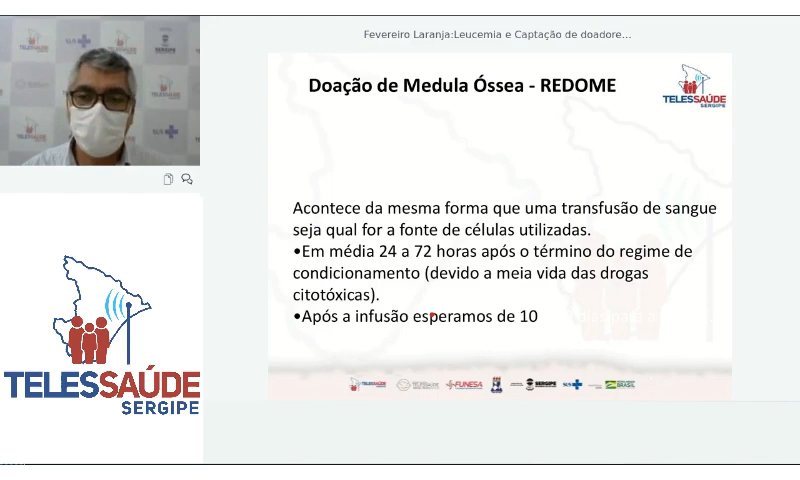 Fevereiro Laranja:Leucemia e Captação de doadore...
Doação de Medula Óssea - REDOME
TELESSAÚDE
SERGIPE
Acontece da mesma forma que uma transfusão de sangue
seja qual for a fonte de células utilizadas.
•Em média 24 a 72 horas após o término do regime de
condicionamento (devido a meia vida das drogas
citotóxicas).
•Após a infusão esperamos de 10
TELESSAÚDE
SERGIPE
FUNESA
SERGIPE
SUS
BRASIL